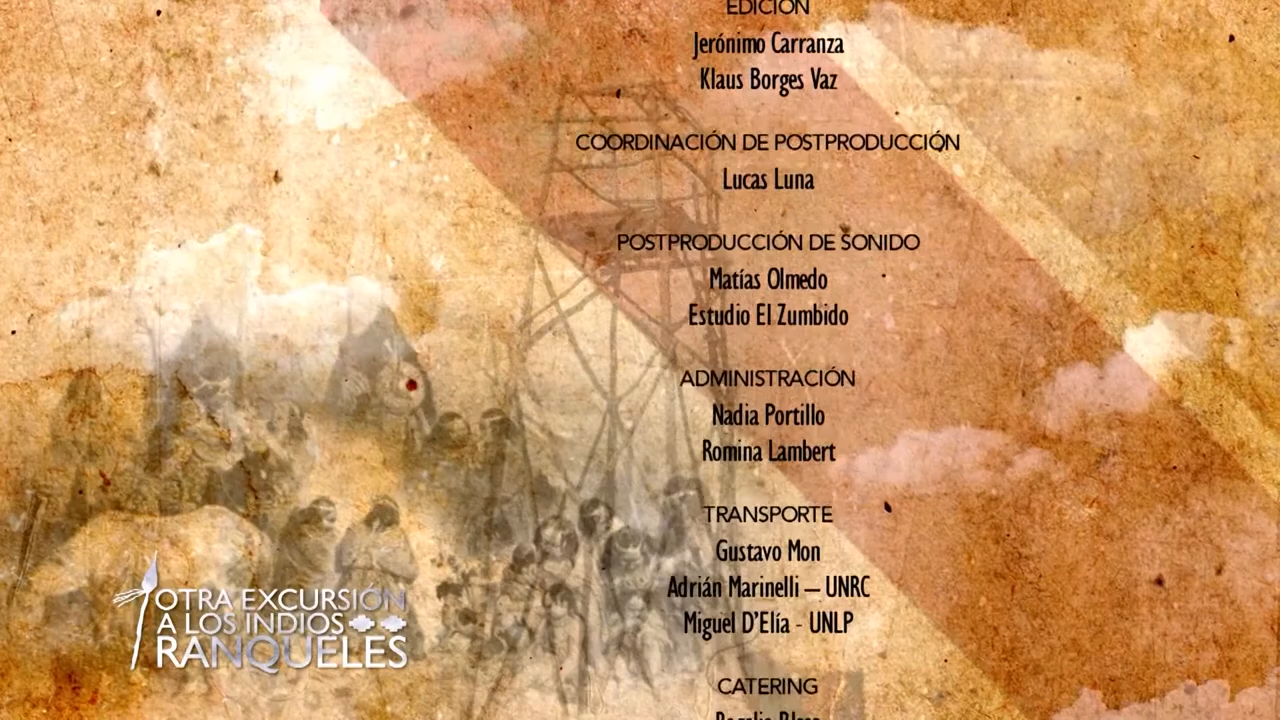 EDICIÓN
Jerónimo Carranza
Klaus Borges Vaz
COORDINACIÓN DE POSTPRODUCCIÓN
Lucas Luna
POSTPRODUCCIÓN DE SONIDO
Matías Olmedo
Estudio El Zumbido
ADMINISTRACIÓN
Nadia Portillo
Romina Lambert
TRANSPORTE
Gustavo Mon
Adrián Marinelli – UNRC
Miguel D'Elía - UNLP
CATERING
OTRA EXCURSIÓN
A LOS INDIOS
RANQUELES